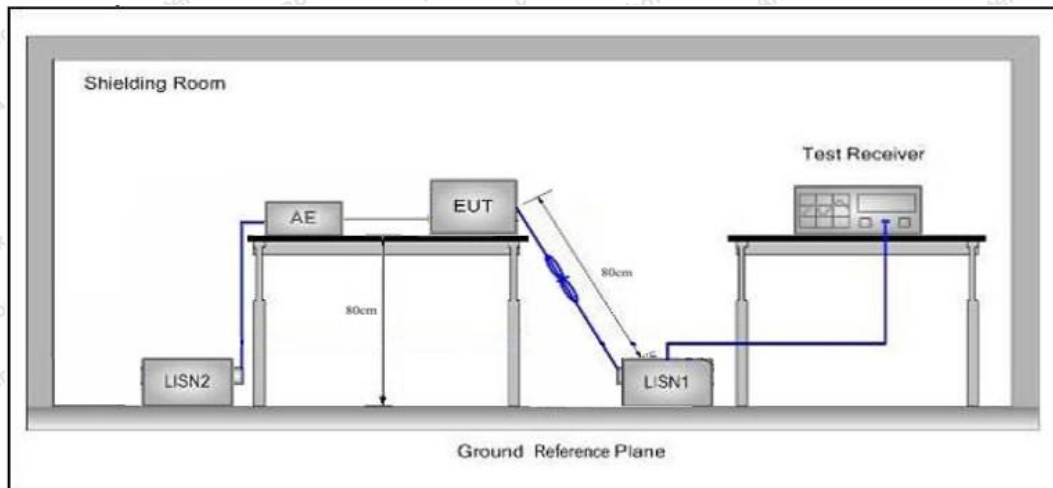 Shielding Room
Test Receiver
AE
EUT
80cm
80cm
LISN2
LISN1
Ground Reference Plane